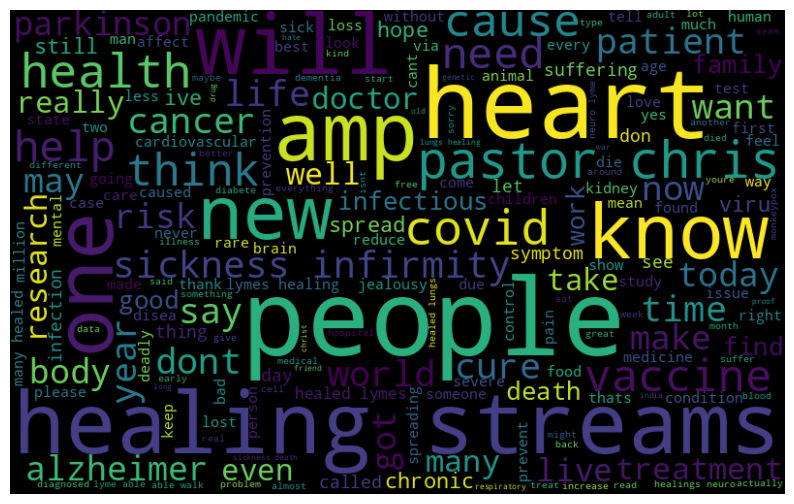 parkinson
will
cause
patient
health
need
heart
family
still
man
affect
pandemic
sick
loss
look
hope
without
best
via
cant
every
tell
much
human
adult
lot
type
seem
hate
kind
maybe
dementia
start
genetic
really
ive
less
life
doctor
suffering
animal
age
test
want
state
two
drug
cancer
cardiovascular
prevention
amp
old
sorry
love
yes
don
another
died
first
feel
help
going
better
different
care
caused
diabete
well
lungs healing
neuro lyme
die
war
around
think
pastor chris
may
mental
case
never
everything
isnt
free
come
let
children
kidney
mean
found
way
now
youre
monkeypox
one
risk
illness
new
infectious
spread
reduce
covid
work
viru
know
research
rare
brain
symptom
sickness infirmity
take
see
show
today
made
said
thank
lymes healing
jealousy
due
study
issue
eat
proof
many healed million
infection
good
something
say
time
right
year
thing
disea
deadly
data
give
christ
hospital
healed lungs
people
control
pain
great
week
month
make
find
dont
body
early
day
medical
friend
cure
food
medicine
suffer
please
bad
long
cell
world
severe
vaccine
lost
keep
real
person
healed lymes
someone
got
spreading
death
thats
condition
india
blood
healing streams
might
back
many
prevent
live
treatment
alzheimer
even
sickness death
called
chronic
diagnosed
lyme able
able walk
problem
almost
respiratory
treat
increase
read
healings neuro
actually